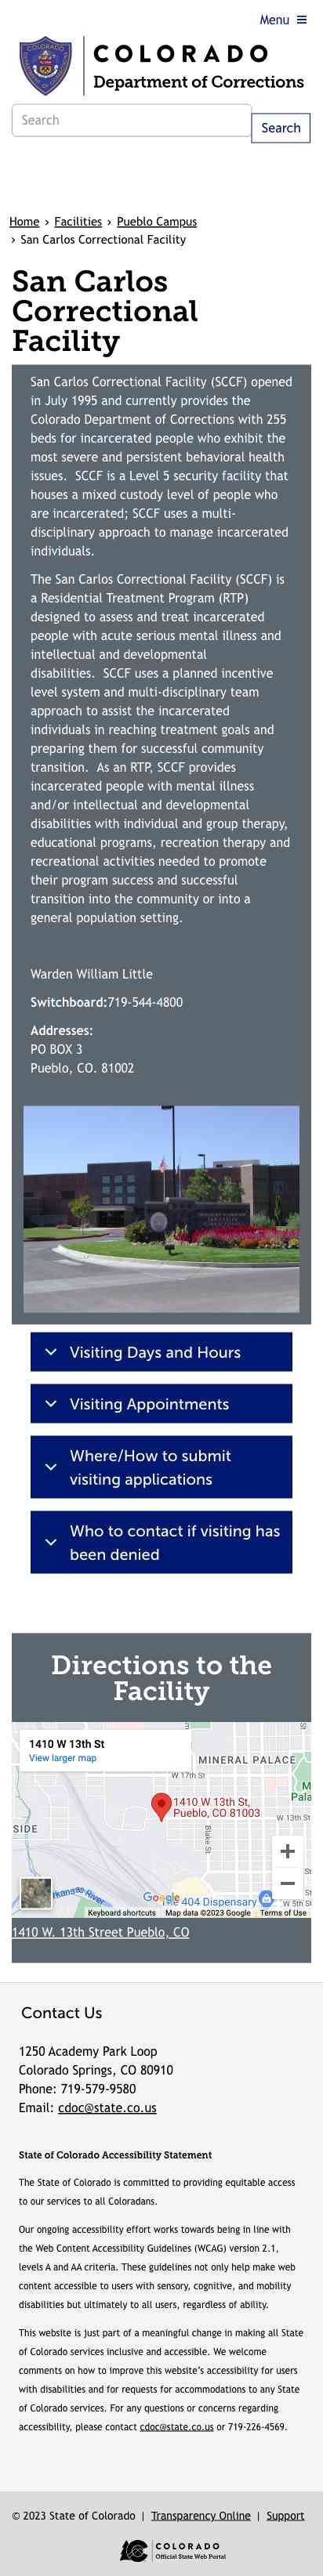 Menu ≡
COLORADO
Department of Corrections
Search
Search
Home › Facilities › Pueblo Campus
› San Carlos Correctional Facility
San Carlos
Correctional
Facility
San Carlos Correctional Facility (SCCF) opened
in July 1995 and currently provides the
Colorado Department of Corrections with 255
beds for incarcerated people who exhibit the
most severe and persistent behavioral health
issues.  SCCF is a Level 5 security facility that
houses a mixed custody level of people who
are incarcerated; SCCF uses a multi-
disciplinary approach to manage incarcerated
individuals.
The San Carlos Correctional Facility (SCCF) is
a Residential Treatment Program (RTP)
designed to assess and treat incarcerated
people with acute serious mental illness and
intellectual and developmental
disabilities.  SCCF uses a planned incentive
level system and multi-disciplinary team
approach to assist the incarcerated
individuals in reaching treatment goals and
preparing them for successful community
transition.  As an RTP, SCCF provides
incarcerated people with mental illness
and/or intellectual and developmental
disabilities with individual and group therapy,
educational programs, recreation therapy and
recreational activities needed to promote
their program success and successful
transition into the community or into a
general population setting.
Warden William Little
Switchboard:719-544-4800
Addresses:
PO BOX 3
Pueblo, CO. 81002
Visiting Days and Hours
Visiting Appointments
Where/How to submit
visiting applications
Who to contact if visiting has
been denied
Directions to the
Facility
1410 W 13th St
View larger map
MINERAL PALACE
W 17th St
1410 W 13th St,
Pueblo, CO 81003
W 13th St
SIDE
Blake St
Arkansas River
Google
The 404 Dispensary
W 5th St
Keyboard shortcuts
Map data ©2023 Google
Terms of Use
1410 W. 13th Street Pueblo, CO
Contact Us
1250 Academy Park Loop
Colorado Springs, CO 80910
Phone: 719-579-9580
Email: cdoc@state.co.us
State of Colorado Accessibility Statement
The State of Colorado is committed to providing equitable access
to our services to all Coloradans.
Our ongoing accessibility effort works towards being in line with
the Web Content Accessibility Guidelines (WCAG) version 2.1,
levels A and AA criteria. These guidelines not only help make web
content accessible to users with sensory, cognitive, and mobility
disabilities but ultimately to all users, regardless of ability.
This website is just part of a meaningful change in making all State
of Colorado services inclusive and accessible. We welcome
comments on how to improve this website's accessibility for users
with disabilities and for requests for accommodations to any State
of Colorado services. For any questions or concerns regarding
accessibility, please contact cdoc@state.co.us or 719-226-4569.
© 2023 State of Colorado | Transparency Online | Support
COLORADO
Official State Web Portal